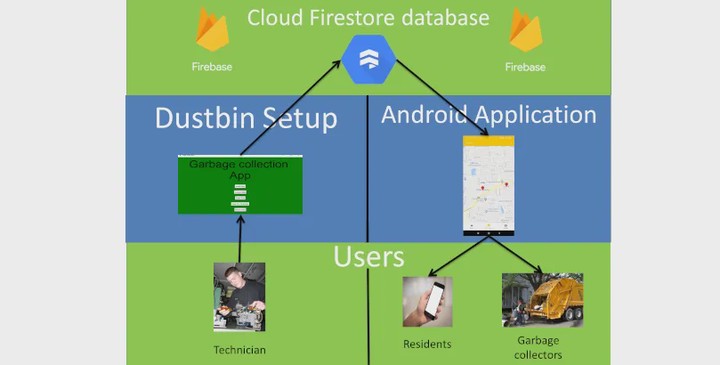 Cloud Firestore database
Firebase
Firebase
Dustbin Setup
Android Application
Garbage collection
App
Users
Technician
Residents
Garbage
collectors